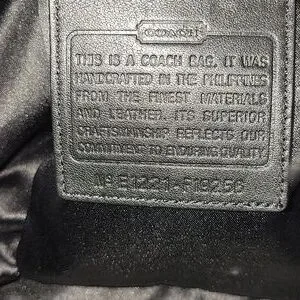 COACH
THIS IS A COACH BAG. IT WAS
HANDCRAFTED IN THE PHILIPPINES
FROM THE FINEST MATERIALS
AND LEATHER. ITS SUPERIOR
CRAFTSMANSHIP REFLECTS OUR
COMMITMENT TO ENDURING QUALITY.
Nº E1221-F19256